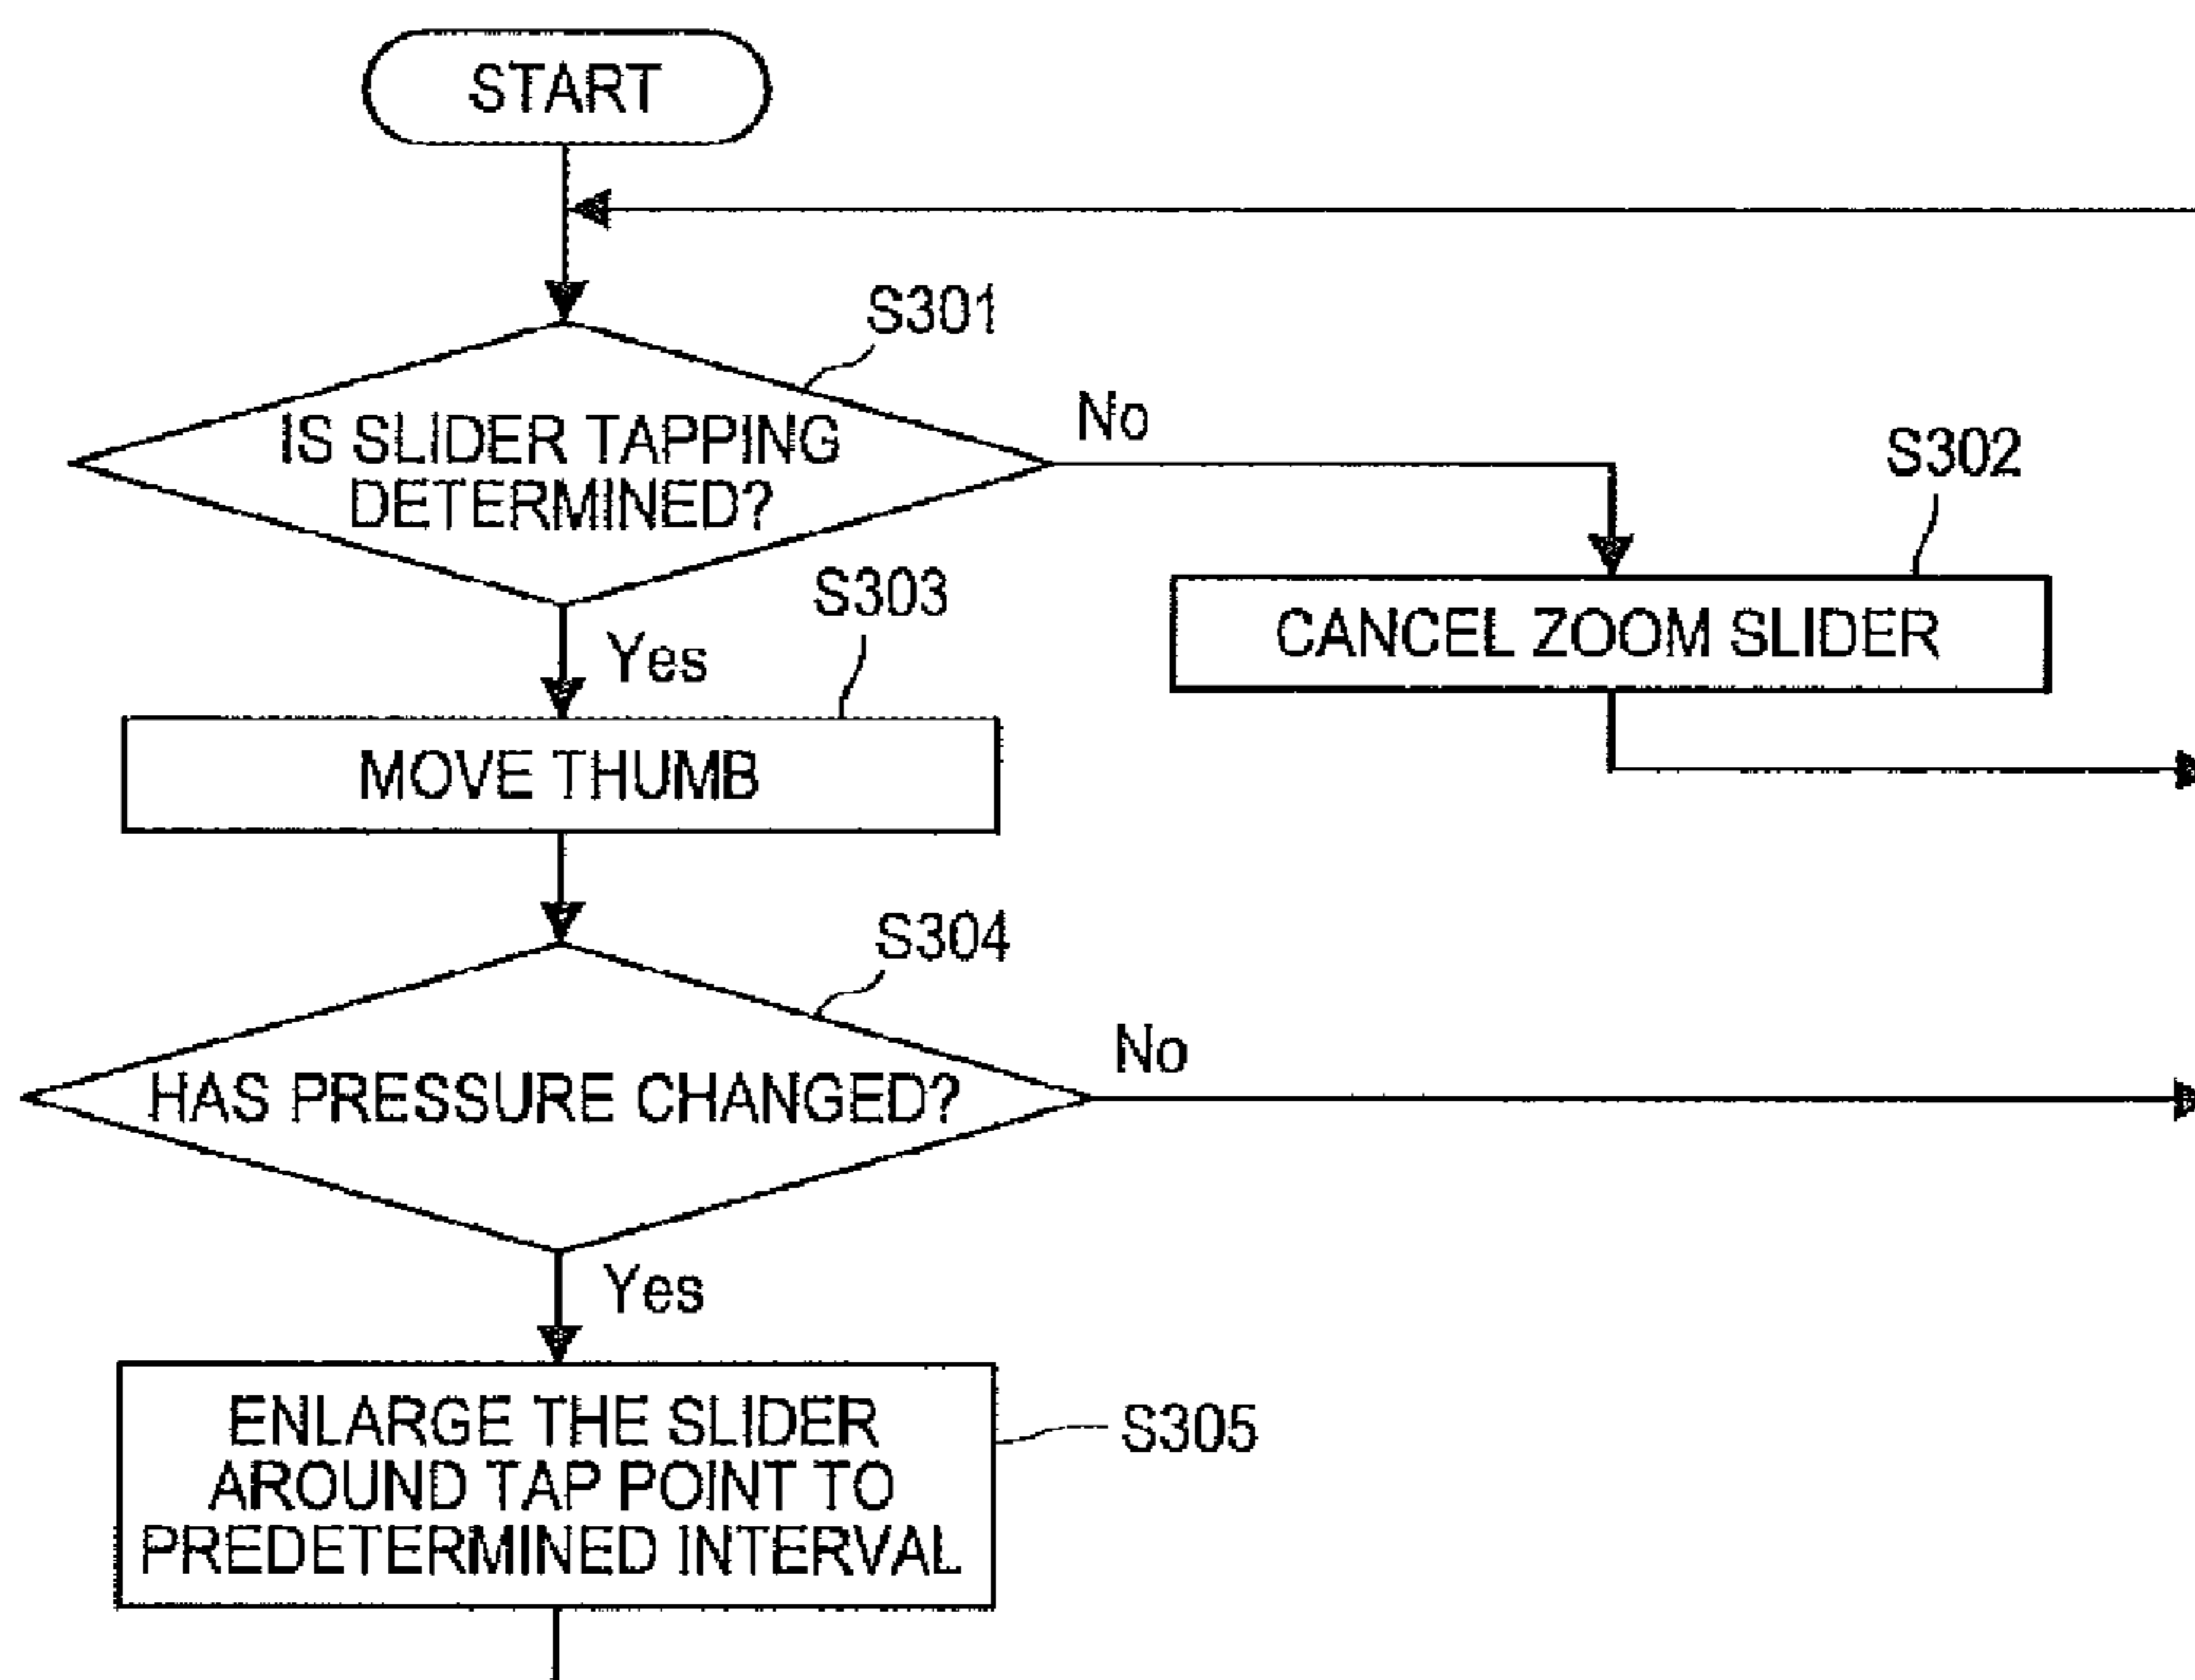 START
S301
IS SLIDER TAPPING
DETERMINED?
No
S302
CANCEL ZOOM SLIDER
Yes
S303
MOVE THUMB
S304
HAS PRESSURE CHANGED?
No
Yes
ENLARGE THE SLIDER
AROUND TAP POINT TO
PREDETERMINED INTERVAL
S305